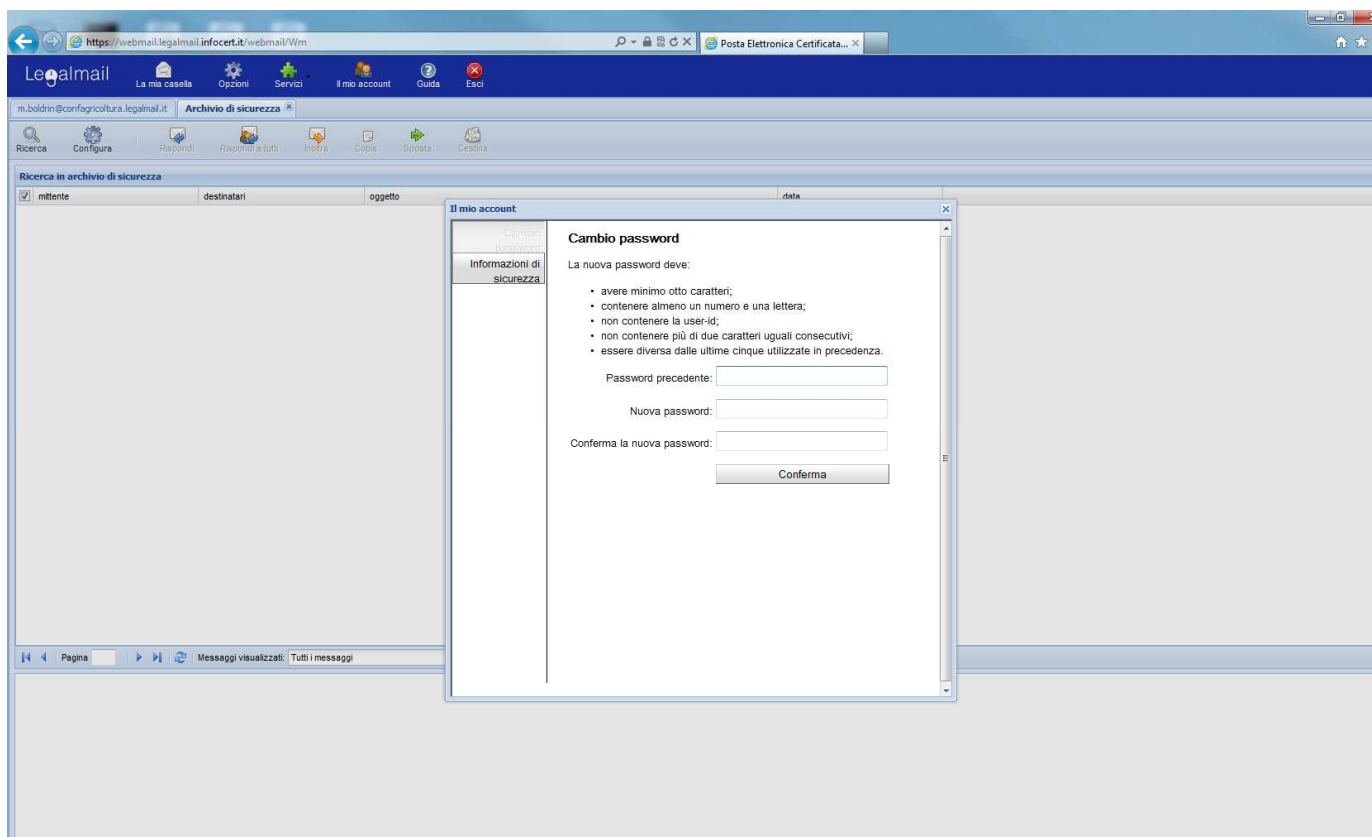 https://webmail.legalmail.infocert.it/webmail/Wm
Posta Elettronica Certificata...
Legalmail
La mia casella
Opzioni
Servizi
Il mio account
Guida
Esci
m.boldrin@confagricoltura.legalmail.it
Archivio di sicurezza
Ricerca
Configura
Rispondi
Rispondi a tutti
Inoltra
Copia
Sposta
Cestina
Ricerca in archivio di sicurezza
mittente
destinatari
oggetto
data
Il mio account
Cambio
password
Informazioni di
sicurezza
Cambio password
La nuova password deve:
• avere minimo otto caratteri;
• contenere almeno un numero e una lettera;
• non contenere la user-id;
• non contenere più di due caratteri uguali consecutivi;
• essere diversa dalle ultime cinque utilizzate in precedenza.
Password precedente:
Nuova password:
Conferma la nuova password:
Conferma
Pagina
Messaggi visualizzati:
Tutti i messaggi